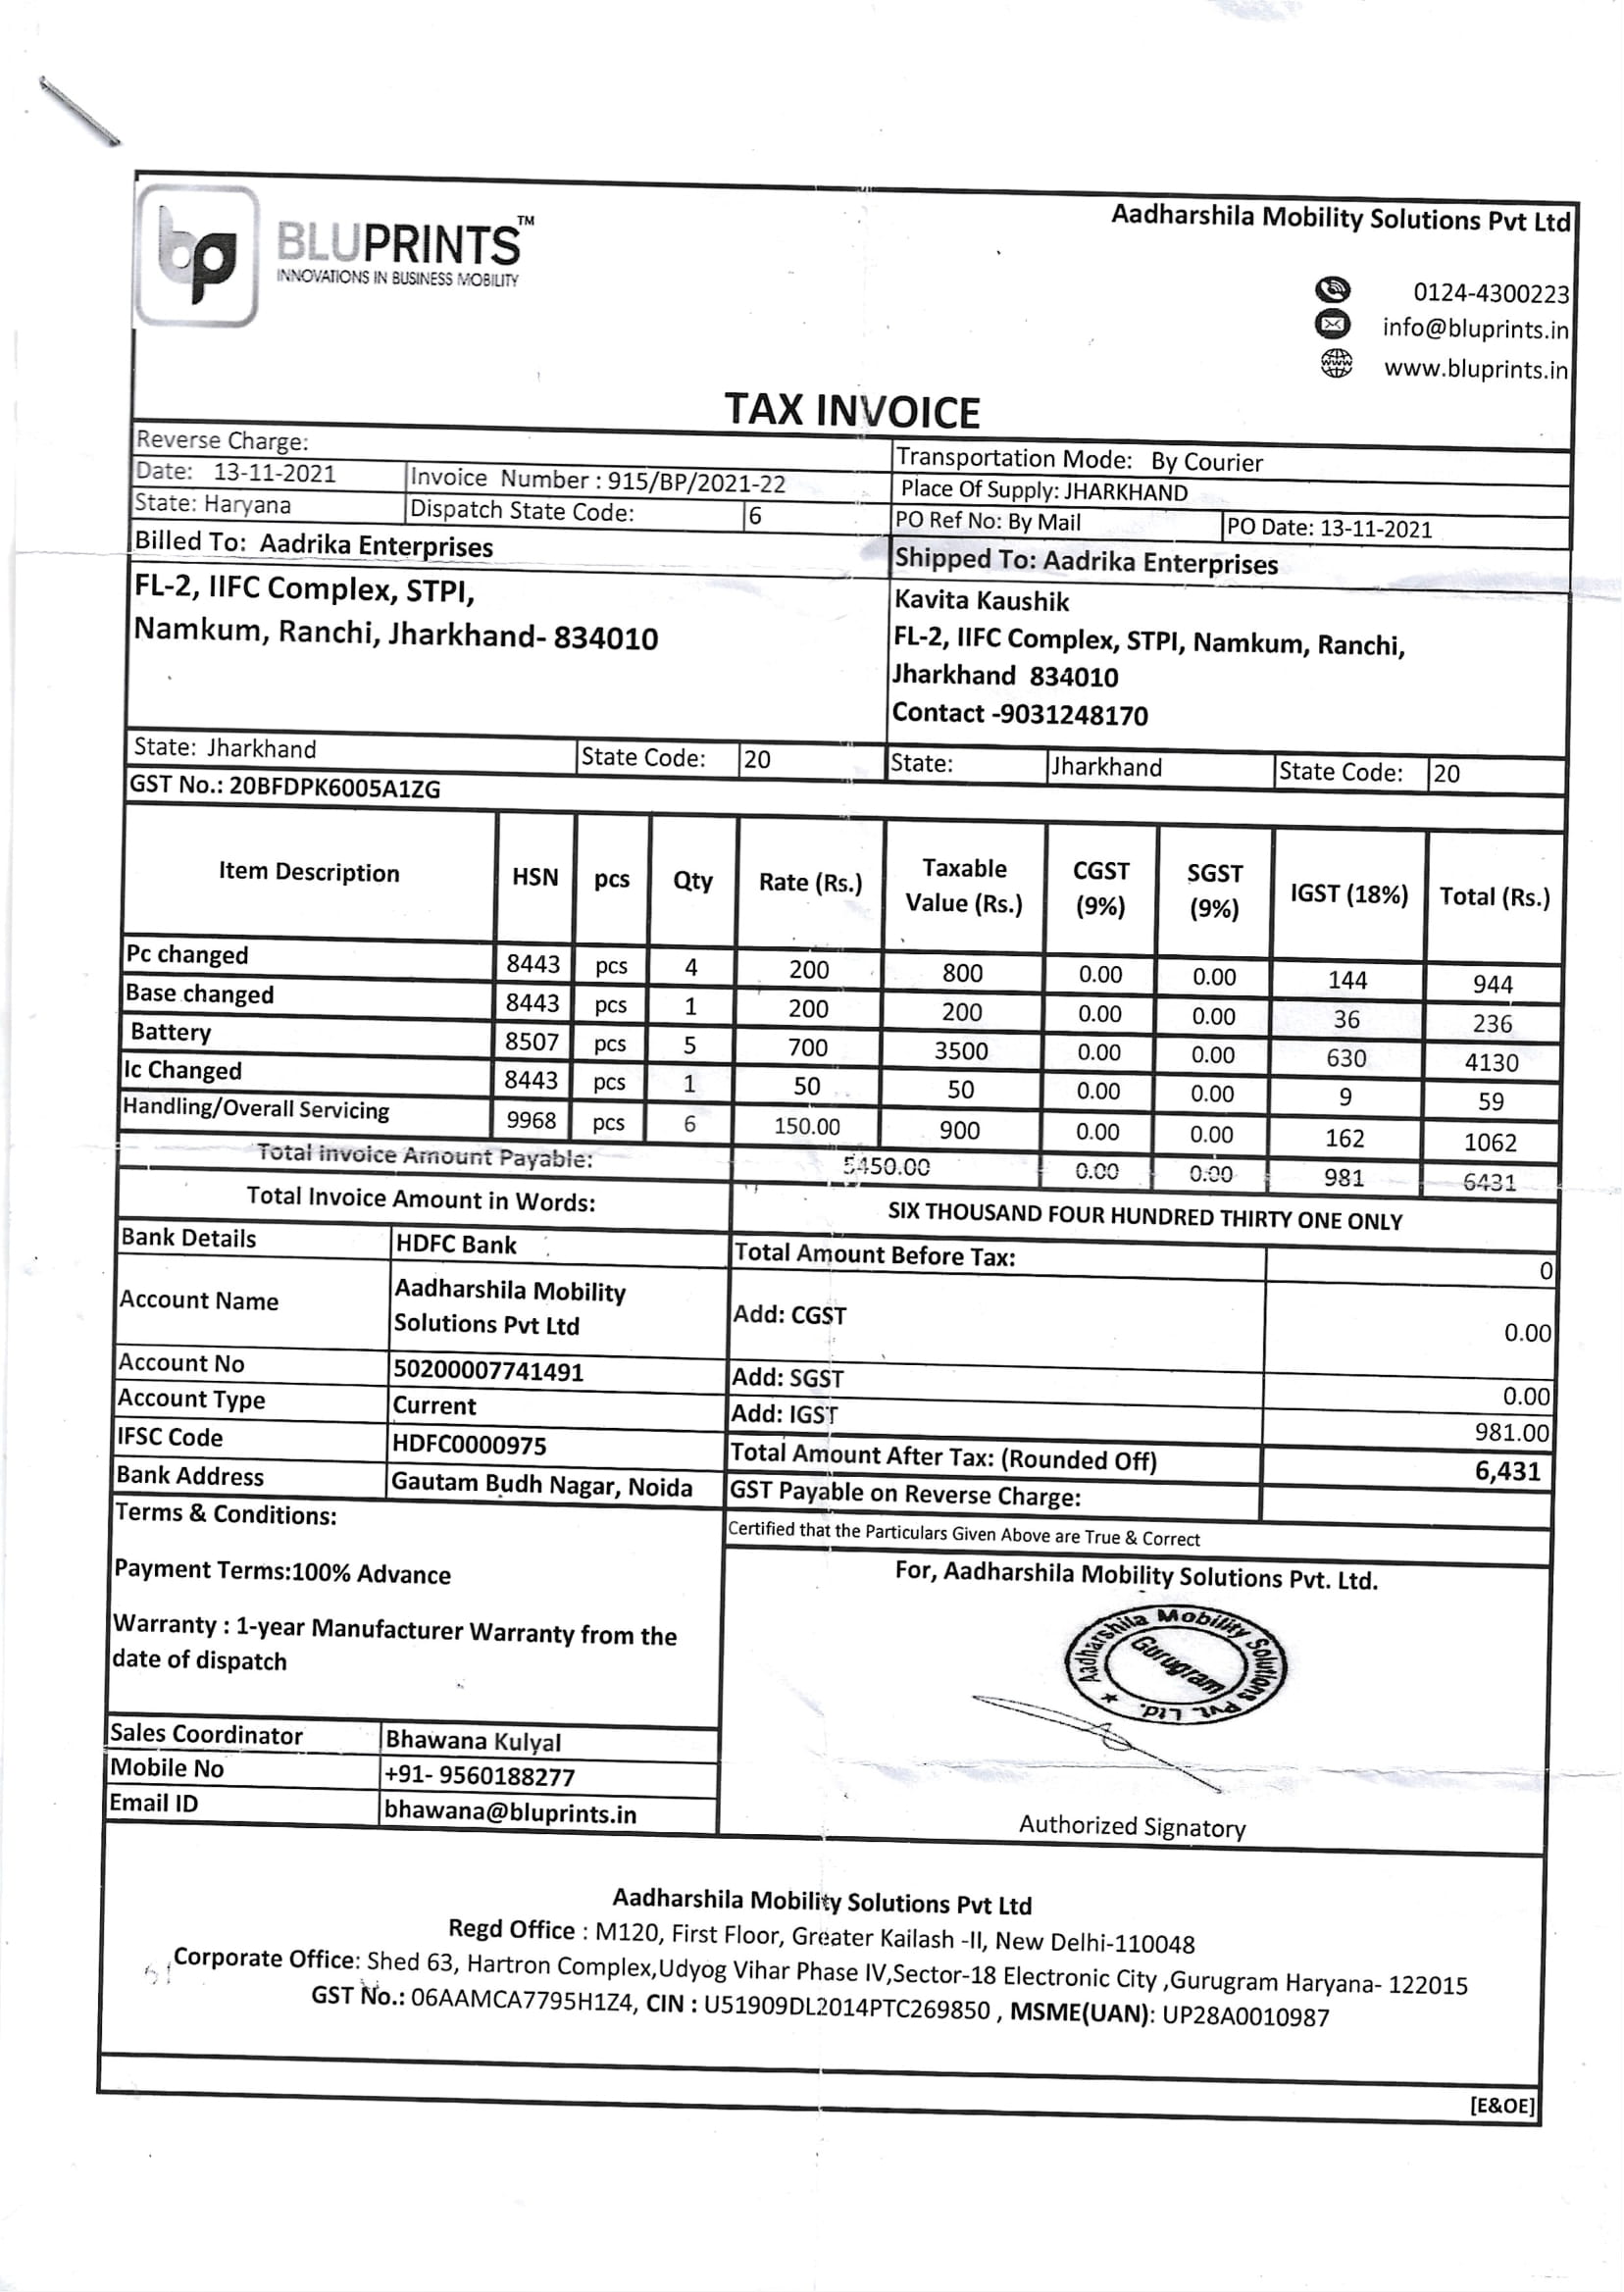 bp BLUPRINTS™
INNOVATIONS IN BUSINESS MOBILITY
Aadharshila Mobility Solutions Pvt Ltd
0124-4300223
info@bluprints.in
www.bluprints.in
TAX INVOICE
Reverse Charge: Transportation Mode: By Courier
Date: 13-11-2021 Invoice Number : 915/BP/2021-22 Place Of Supply: JHARKHAND
State: Haryana Dispatch State Code: 6 PO Ref No: By Mail PO Date: 13-11-2021
Billed To: Aadrika Enterprises
FL-2, IIFC Complex, STPI,
Namkum, Ranchi, Jharkhand- 834010
Shipped To: Aadrika Enterprises
Kavita Kaushik
FL-2, IIFC Complex, STPI, Namkum, Ranchi,
Jharkhand 834010
Contact -9031248170
State: Jharkhand State Code: 20 State: Jharkhand State Code: 20
GST No.: 20BFDPK6005A1ZG
Item Description HSN pcs Qty Rate (Rs.) Taxable Value (Rs.) CGST (9%) SGST (9%) IGST (18%) Total (Rs.)
Pc changed 8443 pcs 4 200 800 0.00 0.00 144 944
Base changed 8443 pcs 1 200 200 0.00 0.00 36 236
Battery 8507 pcs 5 700 3500 0.00 0.00 630 4130
Ic Changed 8443 pcs 1 50 50 0.00 0.00 9 59
Handling/Overall Servicing 9968 pcs 6 150.00 900 0.00 0.00 162 1062
Total Invoice Amount Payable: 5450.00 0.00 0.00 981 6431
Total Invoice Amount in Words: SIX THOUSAND FOUR HUNDRED THIRTY ONE ONLY
Bank Details HDFC Bank Total Amount Before Tax: 0
Account Name Aadharshila Mobility Solutions Pvt Ltd Add: CGST 0.00
Account No 50200007741491 Add: SGST 0.00
Account Type Current Add: IGST 981.00
IFSC Code HDFC0000975 Total Amount After Tax: (Rounded Off) 6,431
Bank Address Gautam Budh Nagar, Noida GST Payable on Reverse Charge:
Terms & Conditions:
Payment Terms:100% Advance
Warranty : 1-year Manufacturer Warranty from the
date of dispatch
Certified that the Particulars Given Above are True & Correct
For, Aadharshila Mobility Solutions Pvt. Ltd.
Aadharshila Mobility Solutions Pvt. Ltd.
Gurugram
Authorized Signatory
Sales Coordinator Bhawana Kulyal
Mobile No +91- 9560188277
Email ID bhawana@bluprints.in
Aadharshila Mobility Solutions Pvt Ltd
Regd Office : M120, First Floor, Greater Kailash -II, New Delhi-110048
Corporate Office: Shed 63, Hartron Complex,Udyog Vihar Phase IV,Sector-18 Electronic City ,Gurugram Haryana- 122015
GST No.: 06AAMCA7795H1Z4, CIN : U51909DL2014PTC269850 , MSME(UAN): UP28A0010987
[E&OE]